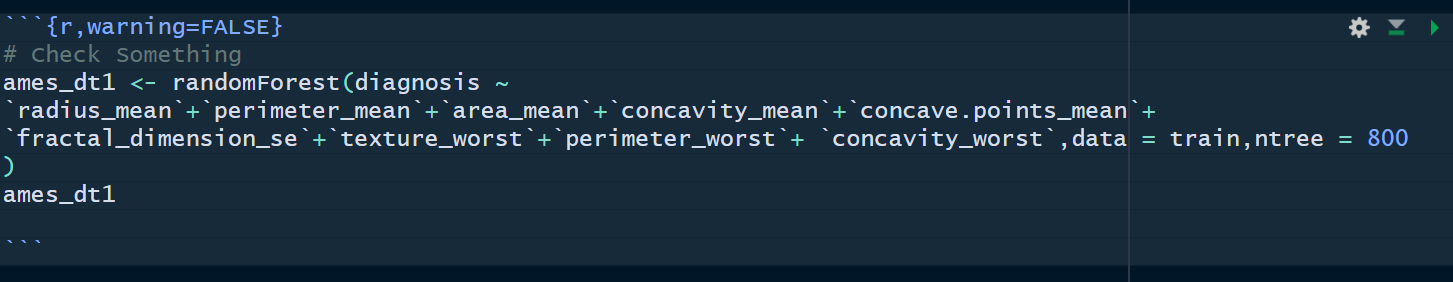 ```{r,warning=FALSE}
# Check Something
ames_dt1 <- randomForest(diagnosis ~
`radius_mean`+`perimeter_mean`+`area_mean`+`concavity_mean`+`concave.points_mean`+
`fractal_dimension_se`+`texture_worst`+`perimeter_worst`+ `concavity_worst`,data = train,ntree = 800
)
ames_dt1
```